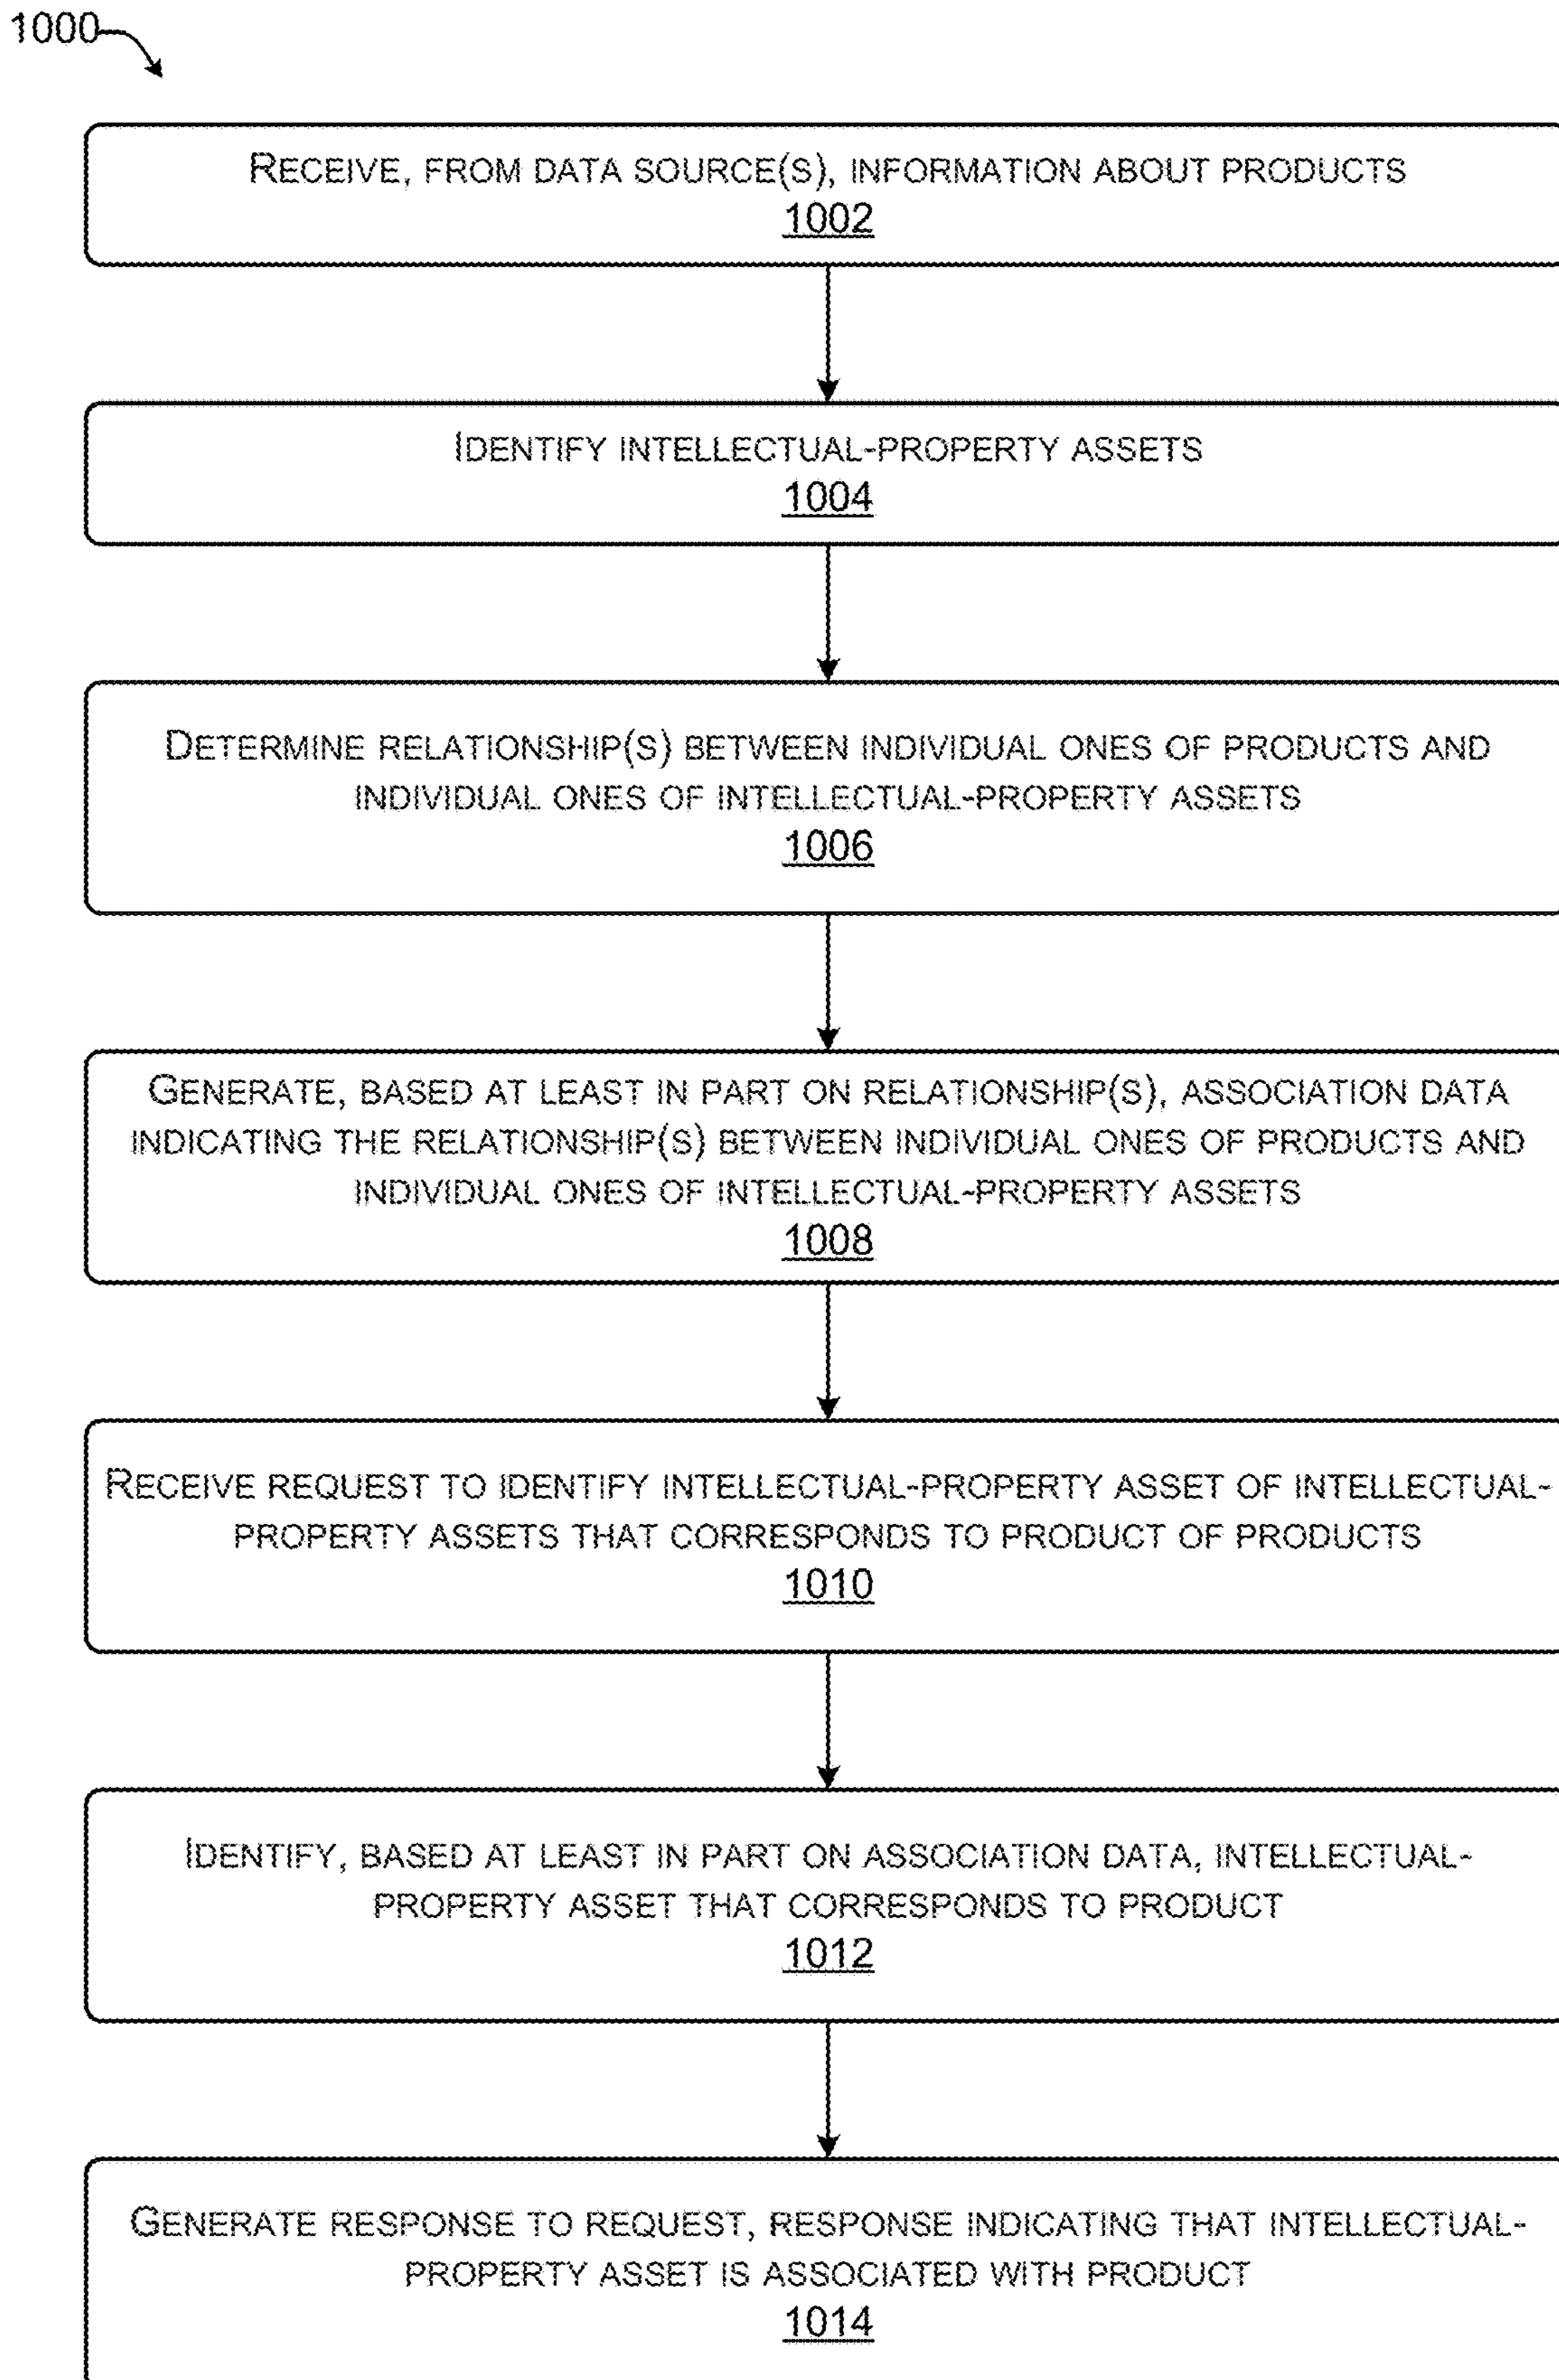 1000
RECEIVE, FROM DATA SOURCE(S), INFORMATION ABOUT PRODUCTS
1002
IDENTIFY INTELLECTUAL-PROPERTY ASSETS
1004
DETERMINE RELATIONSHIP(S) BETWEEN INDIVIDUAL ONES OF PRODUCTS AND
INDIVIDUAL ONES OF INTELLECTUAL-PROPERTY ASSETS
1006
GENERATE, BASED AT LEAST IN PART ON RELATIONSHIP(S), ASSOCIATION DATA
INDICATING THE RELATIONSHIP(S) BETWEEN INDIVIDUAL ONES OF PRODUCTS AND
INDIVIDUAL ONES OF INTELLECTUAL-PROPERTY ASSETS
1008
RECEIVE REQUEST TO IDENTIFY INTELLECTUAL-PROPERTY ASSET OF INTELLECTUAL-
PROPERTY ASSETS THAT CORRESPONDS TO PRODUCT OF PRODUCTS
1010
IDENTIFY, BASED AT LEAST IN PART ON ASSOCIATION DATA, INTELLECTUAL-
PROPERTY ASSET THAT CORRESPONDS TO PRODUCT
1012
GENERATE RESPONSE TO REQUEST, RESPONSE INDICATING THAT INTELLECTUAL-
PROPERTY ASSET IS ASSOCIATED WITH PRODUCT
1014